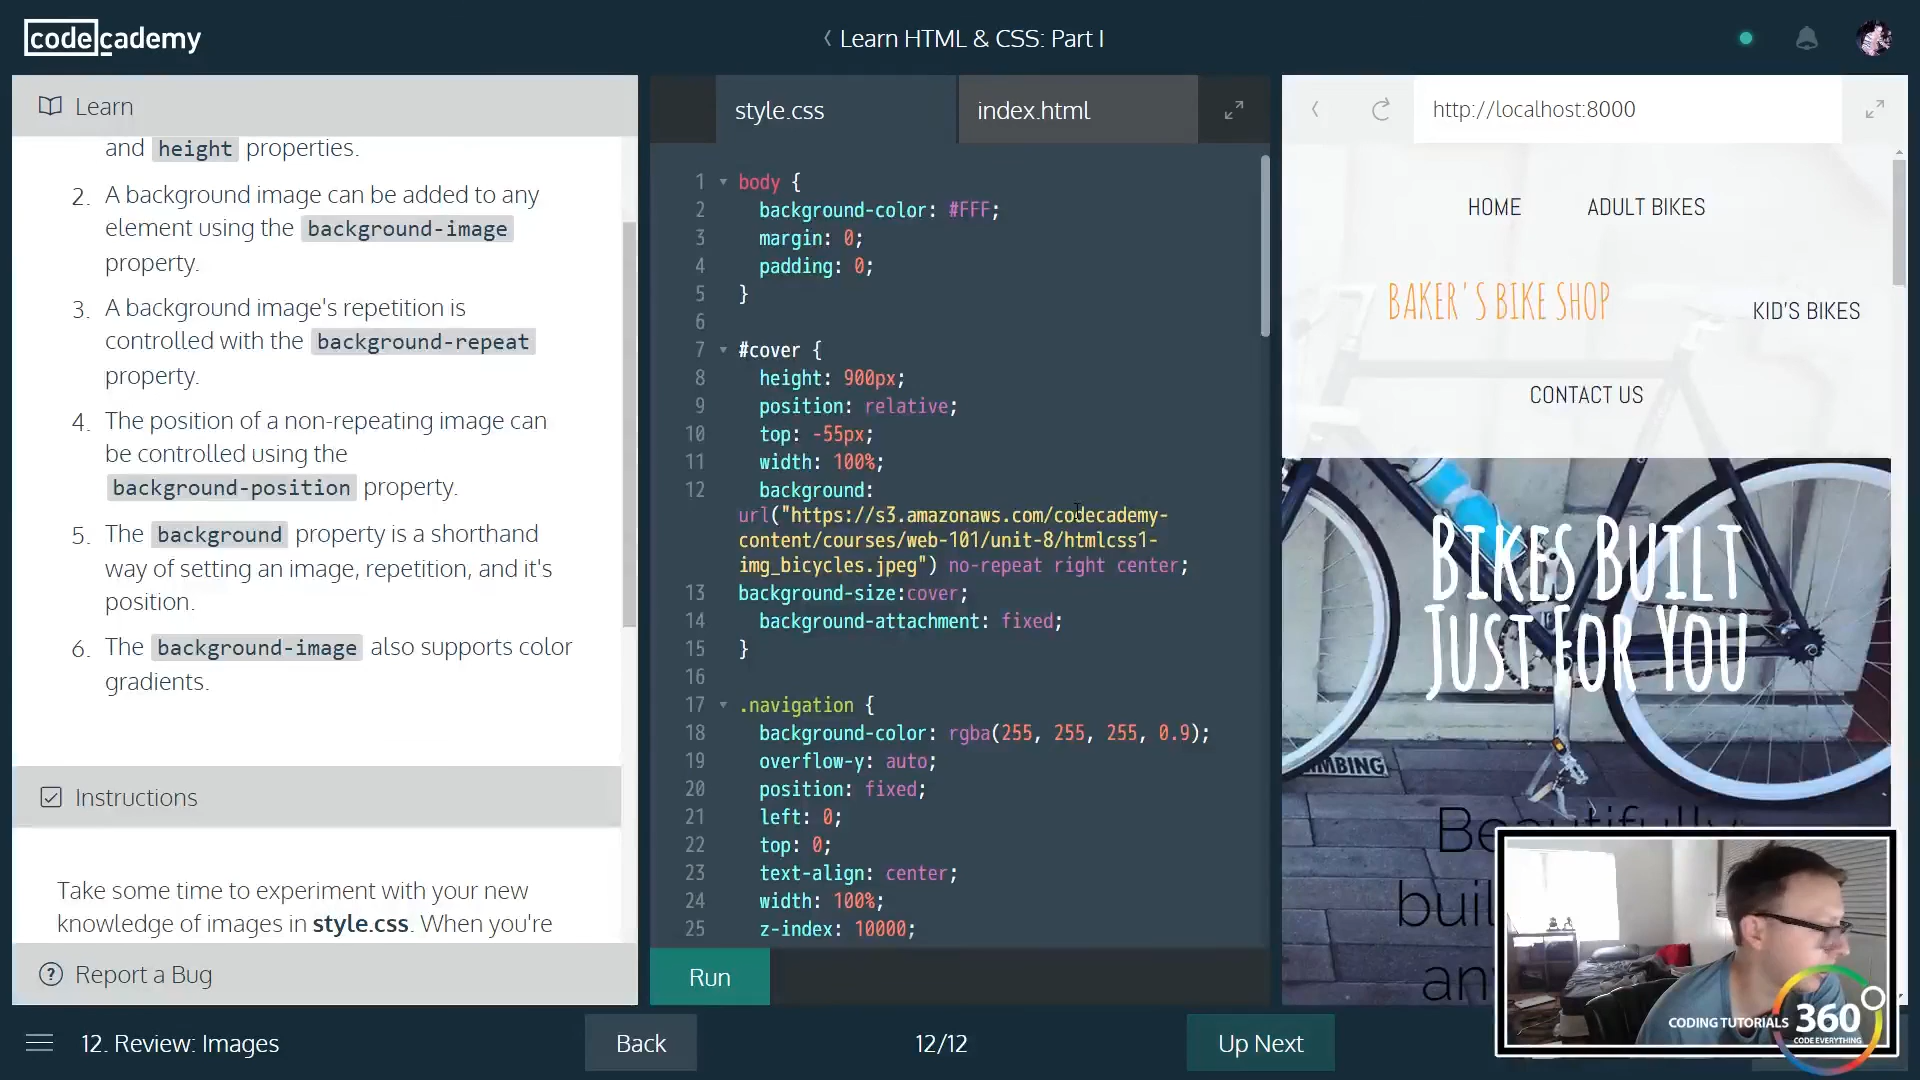 codecademy
Learn HTML & CSS: Part I
Learn
and height properties.
2. A background image can be added to any
element using the background-image
property.
3. A background image's repetition is
controlled with the background-repeat
property.
4. The position of a non-repeating image can
be controlled using the
background-position property.
5. The background property is a shorthand
way of setting an image, repetition, and it's
position.
6. The background-image also supports color
gradients.
Instructions
Take some time to experiment with your new
knowledge of images in style.css. When you're
Report a Bug
style.css
index.html
1 body {
2 background-color: #FFF;
3 margin: 0;
4 padding: 0;
5 }
6
7 #cover {
8 height: 900px;
9 position: relative;
10 top: -55px;
11 width: 100%;
12 background:
url("https://s3.amazonaws.com/codecademy-
content/courses/web-101/unit-8/htmlcss1-
img_bicycles.jpeg") no-repeat right center;
13 background-size:cover;
14 background-attachment: fixed;
15 }
16
17 .navigation {
18 background-color: rgba(255, 255, 255, 0.9);
19 overflow-y: auto;
20 position: fixed;
21 left: 0;
22 top: 0;
23 text-align: center;
24 width: 100%;
25 z-index: 10000;
Run
http://localhost:8000
HOME ADULT BIKES
BAKER'S BIKE SHOP
KID'S BIKES
CONTACT US
BIKES BUILT
JUST FOR YOU
MBING
Beautifully
buil
an
CODING TUTORIALS 360
CODE EVERYTHING
12. Review: Images
Back
12/12
Up Next